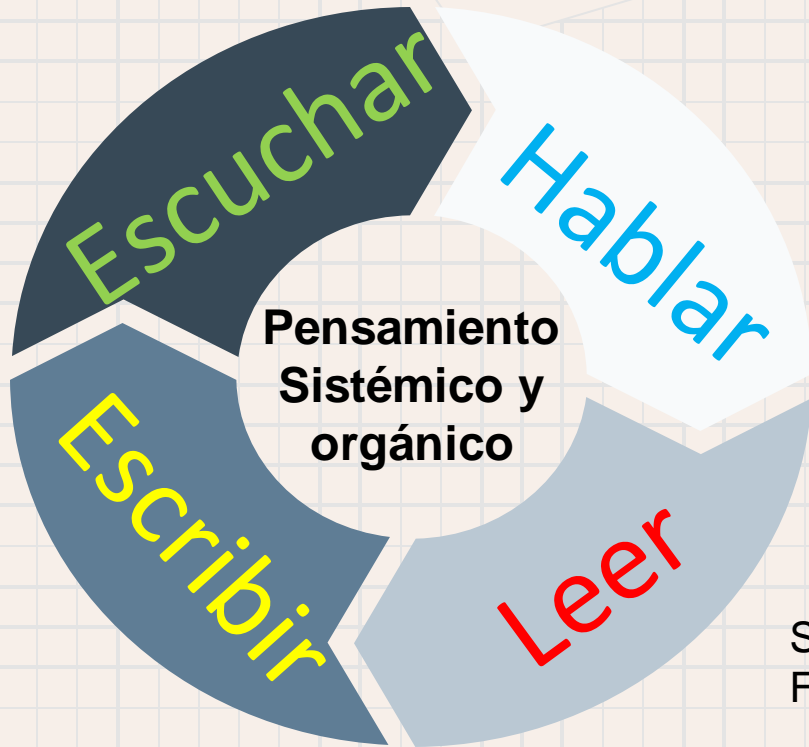 Escuchar
Hablar
Pensamiento
Sistémico y
orgánico
Escribir
Leer
S
F